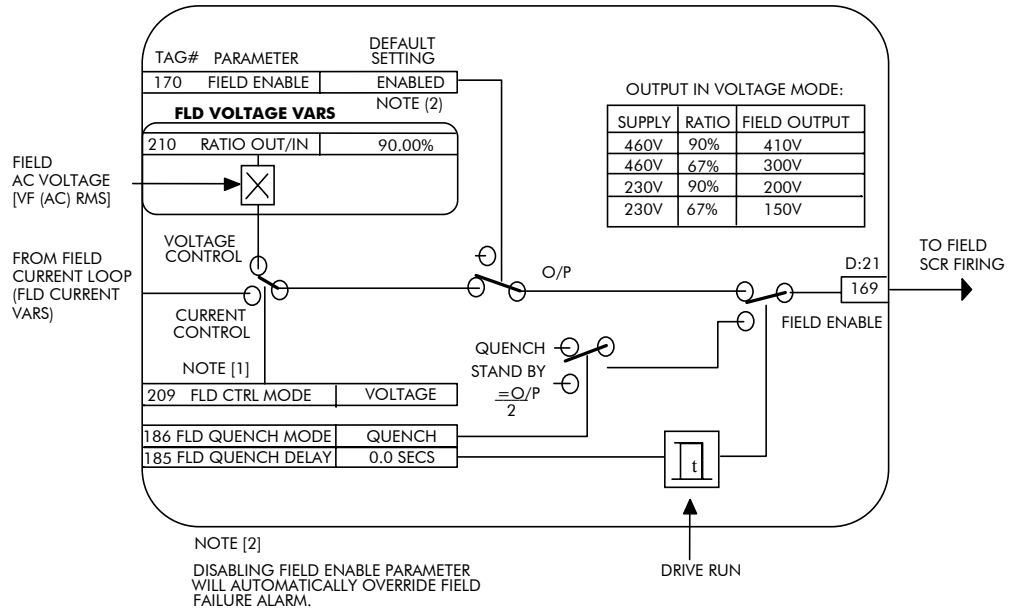 TAG# PARAMETER DEFAULT SETTING
170 FIELD ENABLE ENABLED
NOTE (2)
FLD VOLTAGE VARS
210 RATIO OUT/IN 90.00%
FIELD
AC VOLTAGE
[VF (AC) RMS]
OUTPUT IN VOLTAGE MODE:
SUPPLY RATIO FIELD OUTPUT
460V 90% 410V
460V 67% 300V
230V 90% 200V
230V 67% 150V
VOLTAGE
CONTROL
FROM FIELD
CURRENT LOOP
(FLD CURRENT
VARS)
CURRENT
CONTROL
O/P
D:21
169
FIELD ENABLE
TO FIELD
SCR FIRING
QUENCH
STAND BY
=O/P
2
NOTE [1]
209 FLD CTRL MODE VOLTAGE
186 FLD QUENCH MODE QUENCH
185 FLD QUENCH DELAY 0.0 SECS
t
DRIVE RUN
NOTE [2]
DISABLING FIELD ENABLE PARAMETER
WILL AUTOMATICALLY OVERRIDE FIELD
FAILURE ALARM.